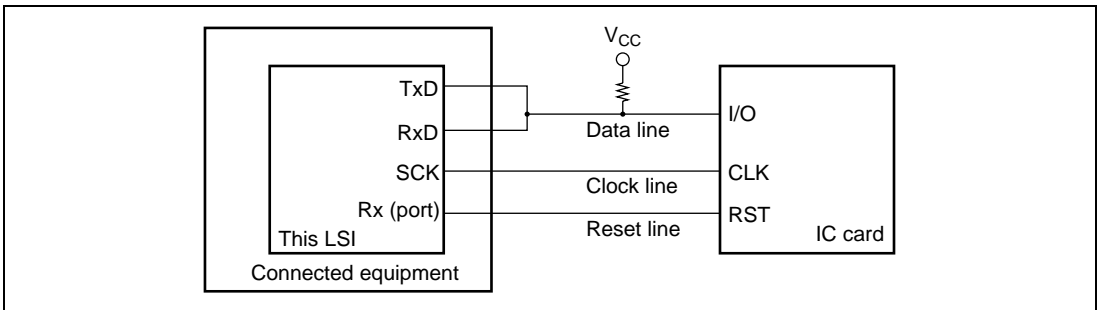 V_CC
TxD
RxD
SCK
Rx (port)
This LSI
Connected equipment
Data line
Clock line
Reset line
I/O
CLK
RST
IC card